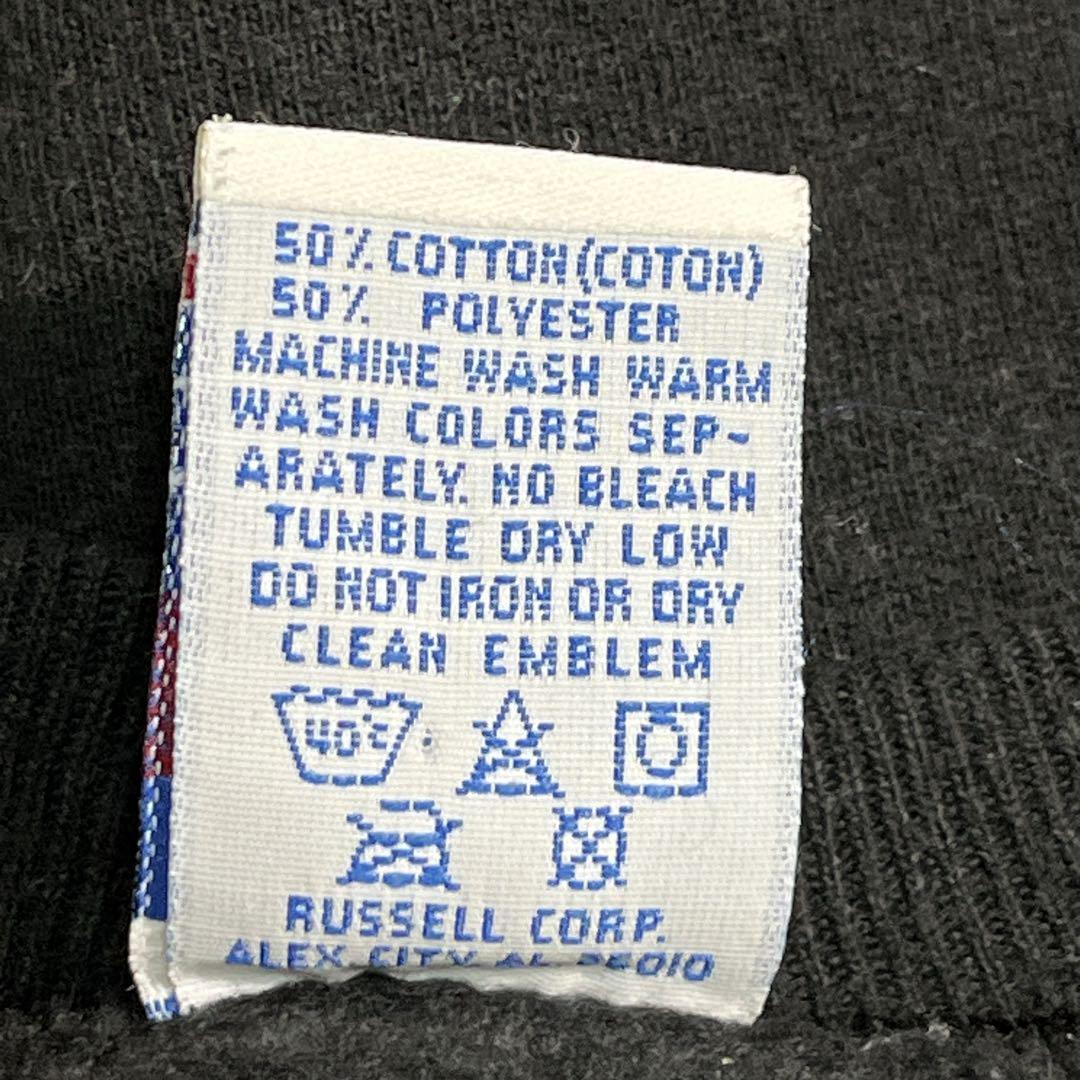 50% COTTON (COTON)
50% POLYESTER
MACHINE WASH WARM
WASH COLORS SEP-
ARATELY. NO BLEACH
TUMBLE DRY LOW
DO NOT IRON OR DRY
CLEAN EMBLEM
40°C
RUSSELL CORP.
ALEX CITY AL 35010